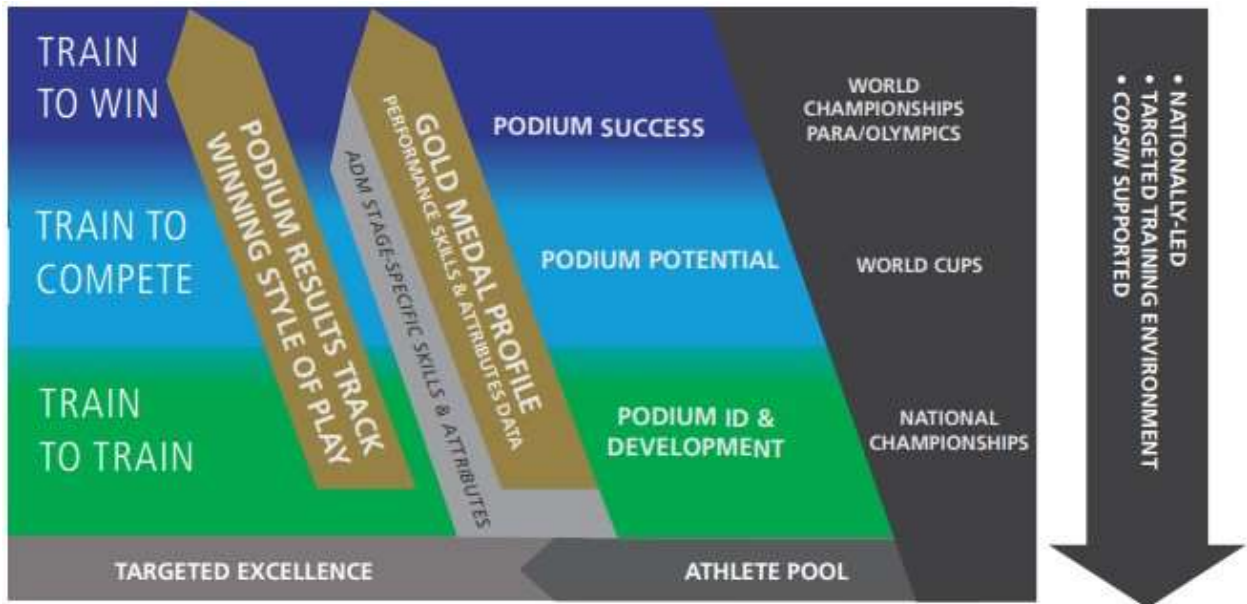 TRAIN
TO WIN
TRAIN TO
COMPETE
TRAIN
TO TRAIN
PODIUM RESULTS TRACK
WINNING STYLE OF PLAY
GOLD MEDAL PROFILE
PERFORMANCE SKILLS & ATTRIBUTES DATA
ADM STAGE-SPECIFIC SKILLS & ATTRIBUTES
PODIUM SUCCESS
PODIUM POTENTIAL
PODIUM ID &
DEVELOPMENT
WORLD
CHAMPIONSHIPS
PARA/OLYMPICS
WORLD CUPS
NATIONAL
CHAMPIONSHIPS
TARGETED EXCELLENCE
ATHLETE POOL
• NATIONALLY-LED
• TARGETED TRAINING ENVIRONMENT
• COPSIN SUPPORTED